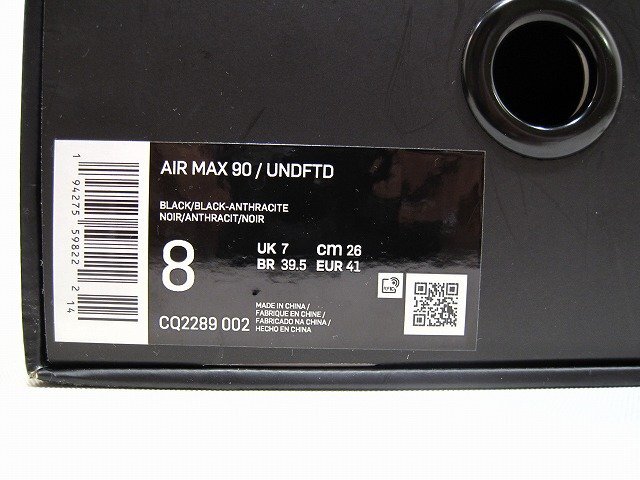 AIR MAX 90 / UNDFTD
BLACK/BLACK-ANTHRACITE
NOIR/ANTHRACIT/NOIR
8
UK 7 cm 26
BR 39.5 EUR 41
CQ2289 002
MADE IN CHINA /
FABRIQUE EN CHINE /
FABRICADO NA CHINA /
HECHO EN CHINA
1 94275 59822 2 14